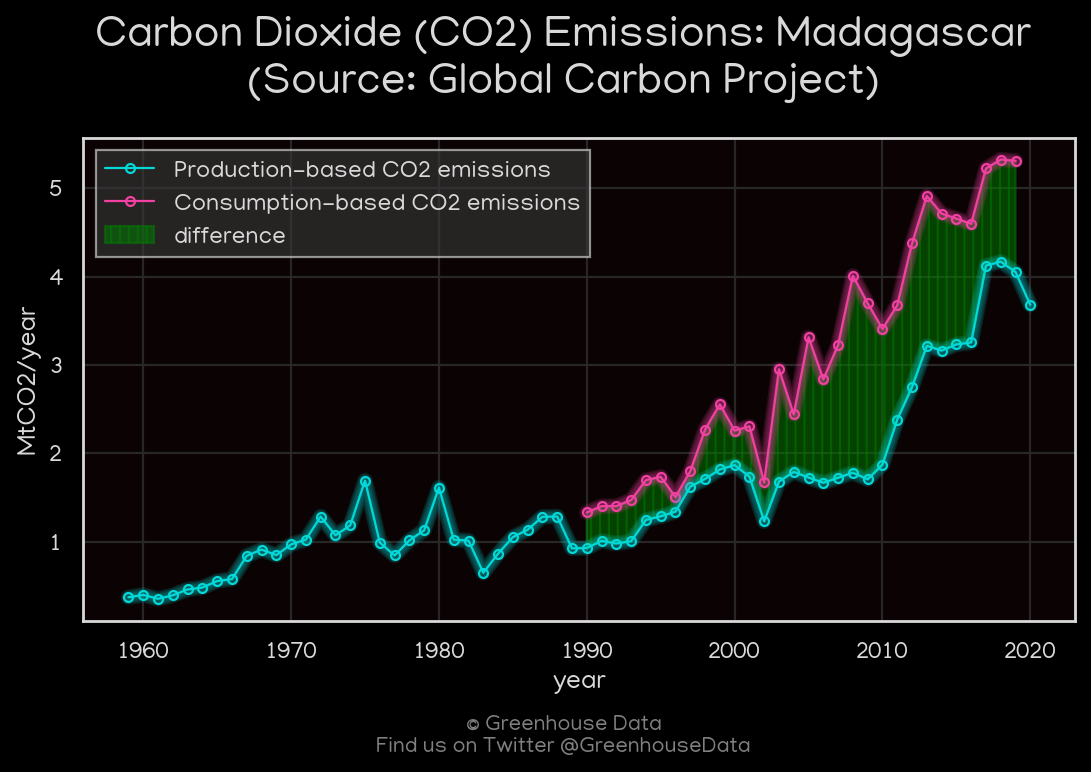 Carbon Dioxide (CO2) Emissions: Madagascar
(Source: Global Carbon Project)
Production-based CO2 emissions
Consumption-based CO2 emissions
difference
5
4
3
2
1
MtCO2/year
1960 1970 1980 1990 2000 2010 2020
year
© Greenhouse Data
Find us on Twitter @GreenhouseData